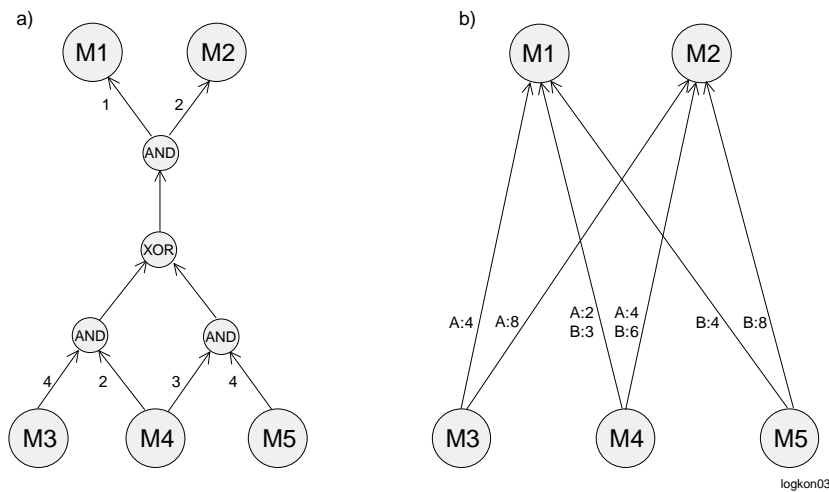 a)
b)
M1
M2
M1
M2
1
2
AND
XOR
AND
AND
A:4
A:8
A:2
B:3
A:4
B:6
B:4
B:8
4
2
3
4
M3
M4
M5
M3
M4
M5
logkon03